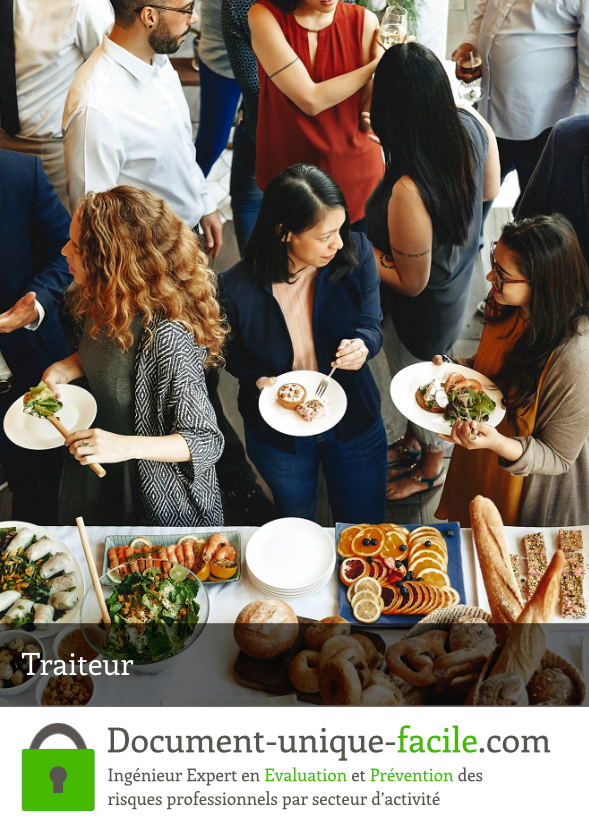 Traiteur
Document-unique-facile.com
Ingénieur Expert en Evaluation et Prévention des
risques professionnels par secteur d'activité